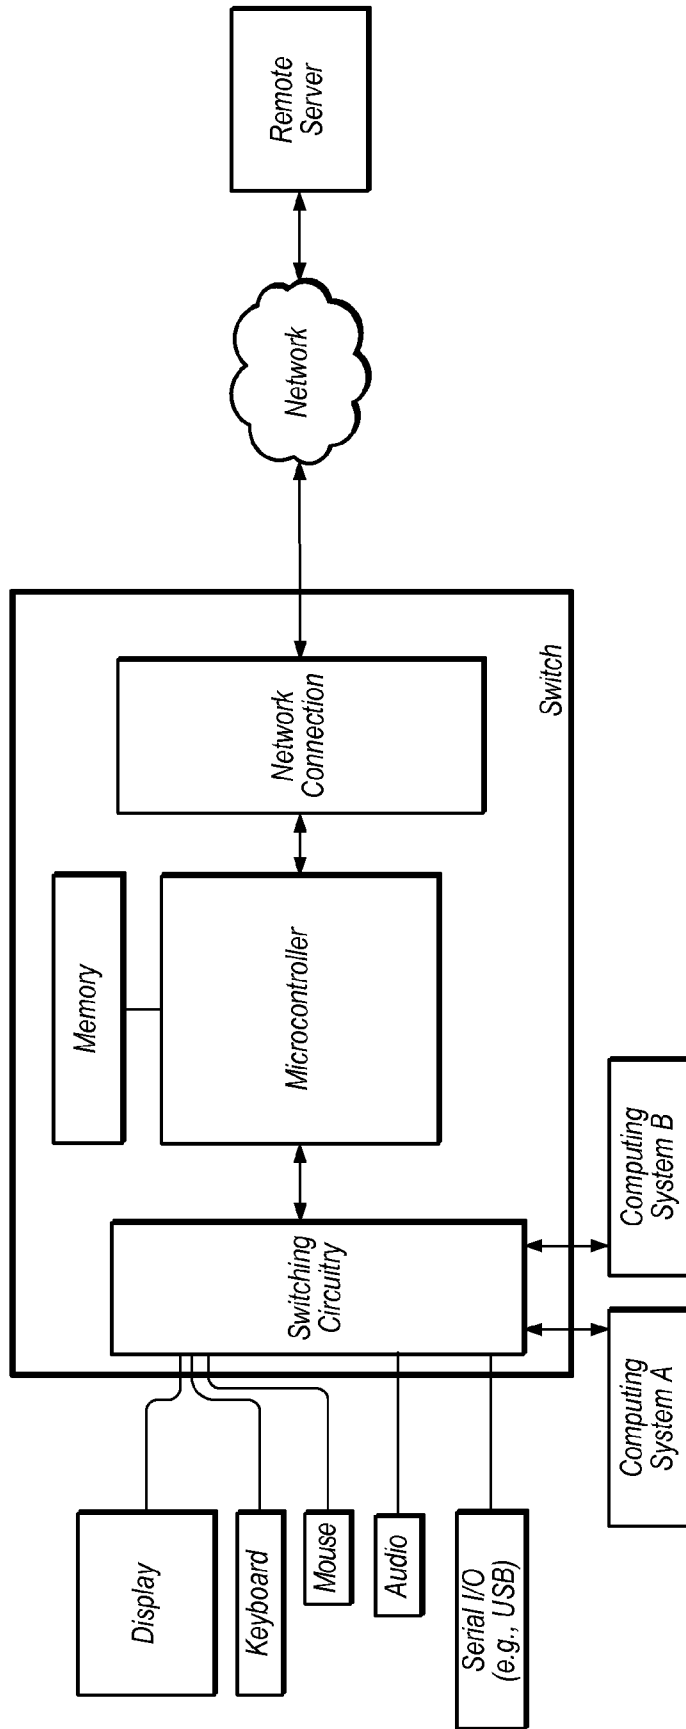 Display
Keyboard
Mouse
Audio
Serial I/O
(e.g., USB)
Switching
Circuitry
Memory
Microcontroller
Network
Connection
Switch
Network
Remote
Server
Computing
System A
Computing
System B